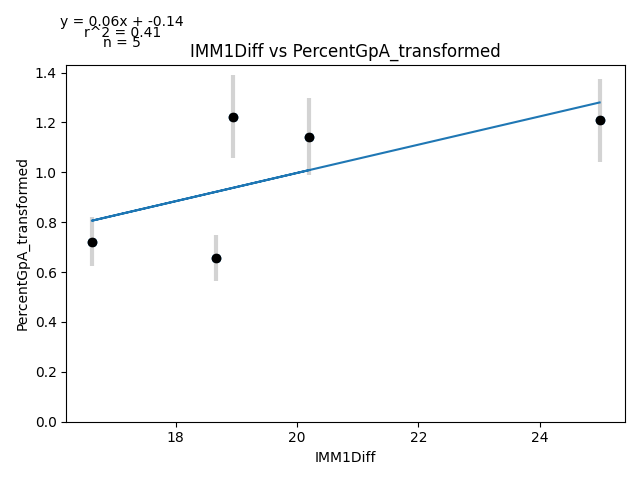 y = 0.06x + -0.14
r^2 = 0.41
n = 5
IMM1Diff vs PercentGpA_transformed
PercentGpA_transformed
1.4
1.2
1.0
0.8
0.6
0.4
0.2
0.0
18
20
22
24
IMM1Diff